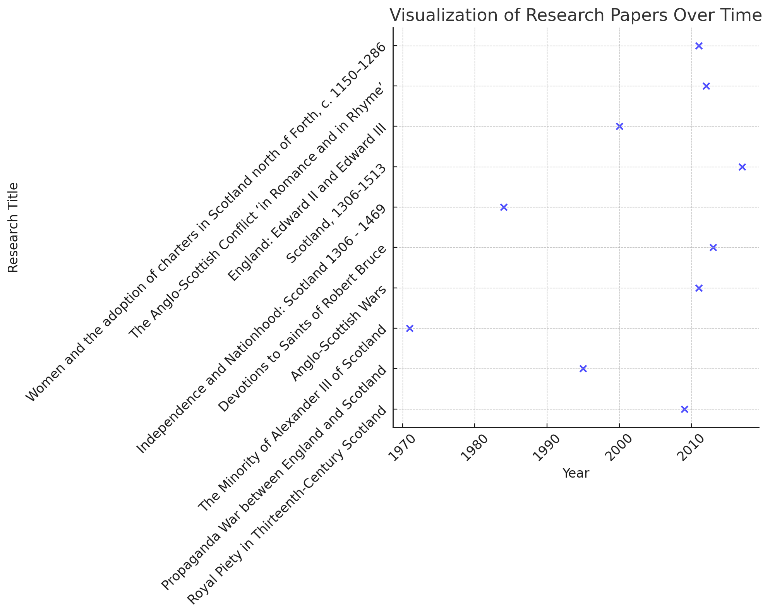 Visualization of Research Papers Over Time
Research Title
Women and the adoption of charters in Scotland north of Forth, c. 1150–1286
The Anglo-Scottish Conflict ‘in Romance and in Rhyme’
England: Edward II and Edward III
Scotland, 1306-1513
Independence and Nationhood: Scotland 1306 - 1469
Devotions to Saints of Robert Bruce
Anglo-Scottish Wars
The Minority of Alexander III of Scotland
Propaganda War between England and Scotland
Royal Piety in Thirteenth-Century Scotland
1970 1980 1990 2000 2010
Year